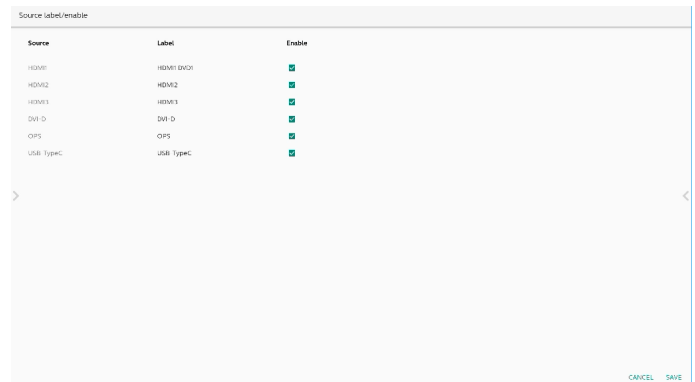 Source label/enable
Source Label Enable
HDMI1 HDMI1 DVD1
HDMI2 HDMI2
HDMI3 HDMI3
DVI-D DVI-D
OPS OPS
USB TypeC USB TypeC
CANCEL SAVE